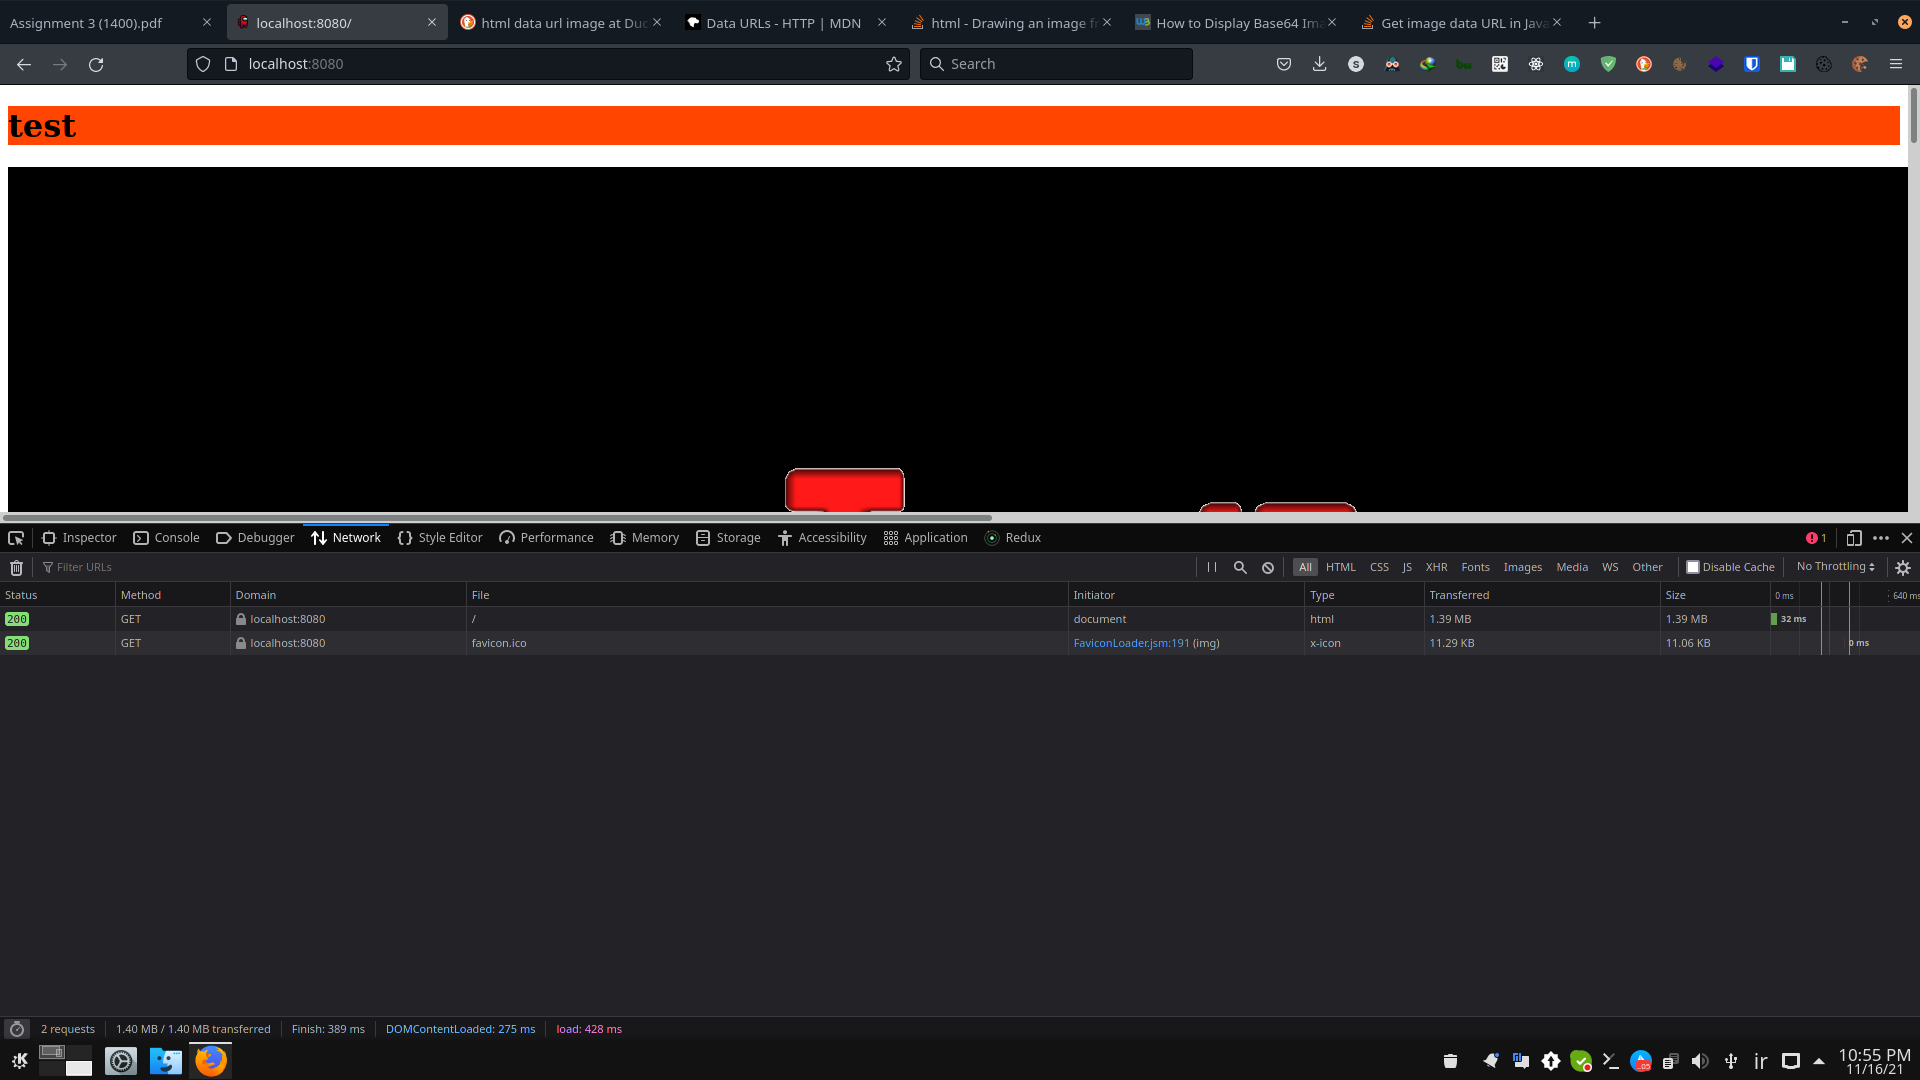 Assignment 3 (1400).pdf
localhost:8080/
html data url image at Duc
Data URLs - HTTP | MDN
html - Drawing an image fr
How to Display Base64 Ima
Get image data URL in Java
localhost:8080
Search
test
Inspector Console Debugger Network Style Editor Performance Memory Storage Accessibility Application Redux 1
Filter URLs All HTML CSS JS XHR Fonts Images Media WS Other Disable Cache No Throttling
Status Method Domain File Initiator Type Transferred Size 0 ms 640 ms
200 GET localhost:8080 / document html 1.39 MB 1.39 MB 32 ms
200 GET localhost:8080 favicon.ico FaviconLoader.jsm:191 (img) x-icon 11.29 KB 11.06 KB 0 ms
2 requests 1.40 MB / 1.40 MB transferred Finish: 389 ms DOMContentLoaded: 275 ms load: 428 ms
ir
10:55 PM
11/16/21